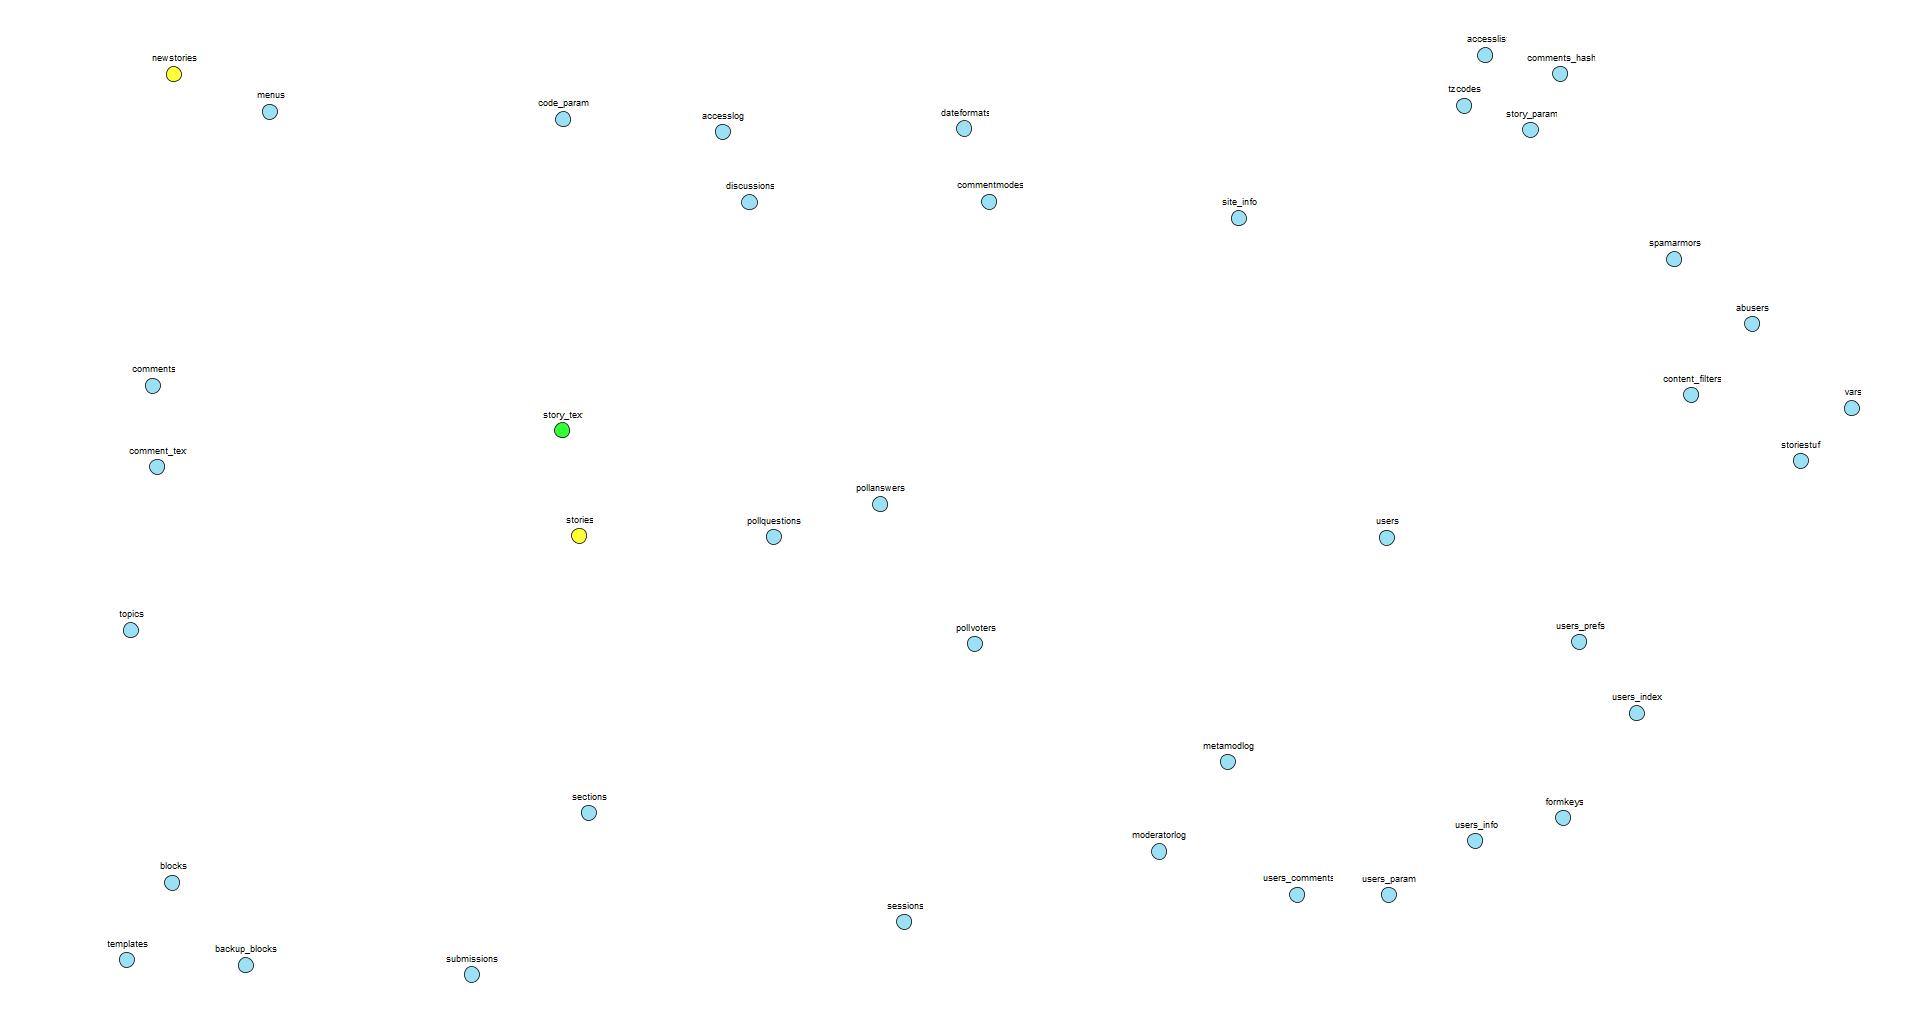 accesslis
newstories
comments_hash
tzcodes
menus
code_param
dateformats
story_param
accesslog
commentmodes
discussions
site_info
spamarmors
abusers
comments
content_filters
vars
story_tex
storiestuf
comment_tex
pollanswers
stories
pollquestions
users
topics
users_prefs
pollvoters
users_index
metamodlog
sections
formkeys
users_info
moderatorlog
blocks
users_comments
users_param
sessions
templates
backup_blocks
submissions